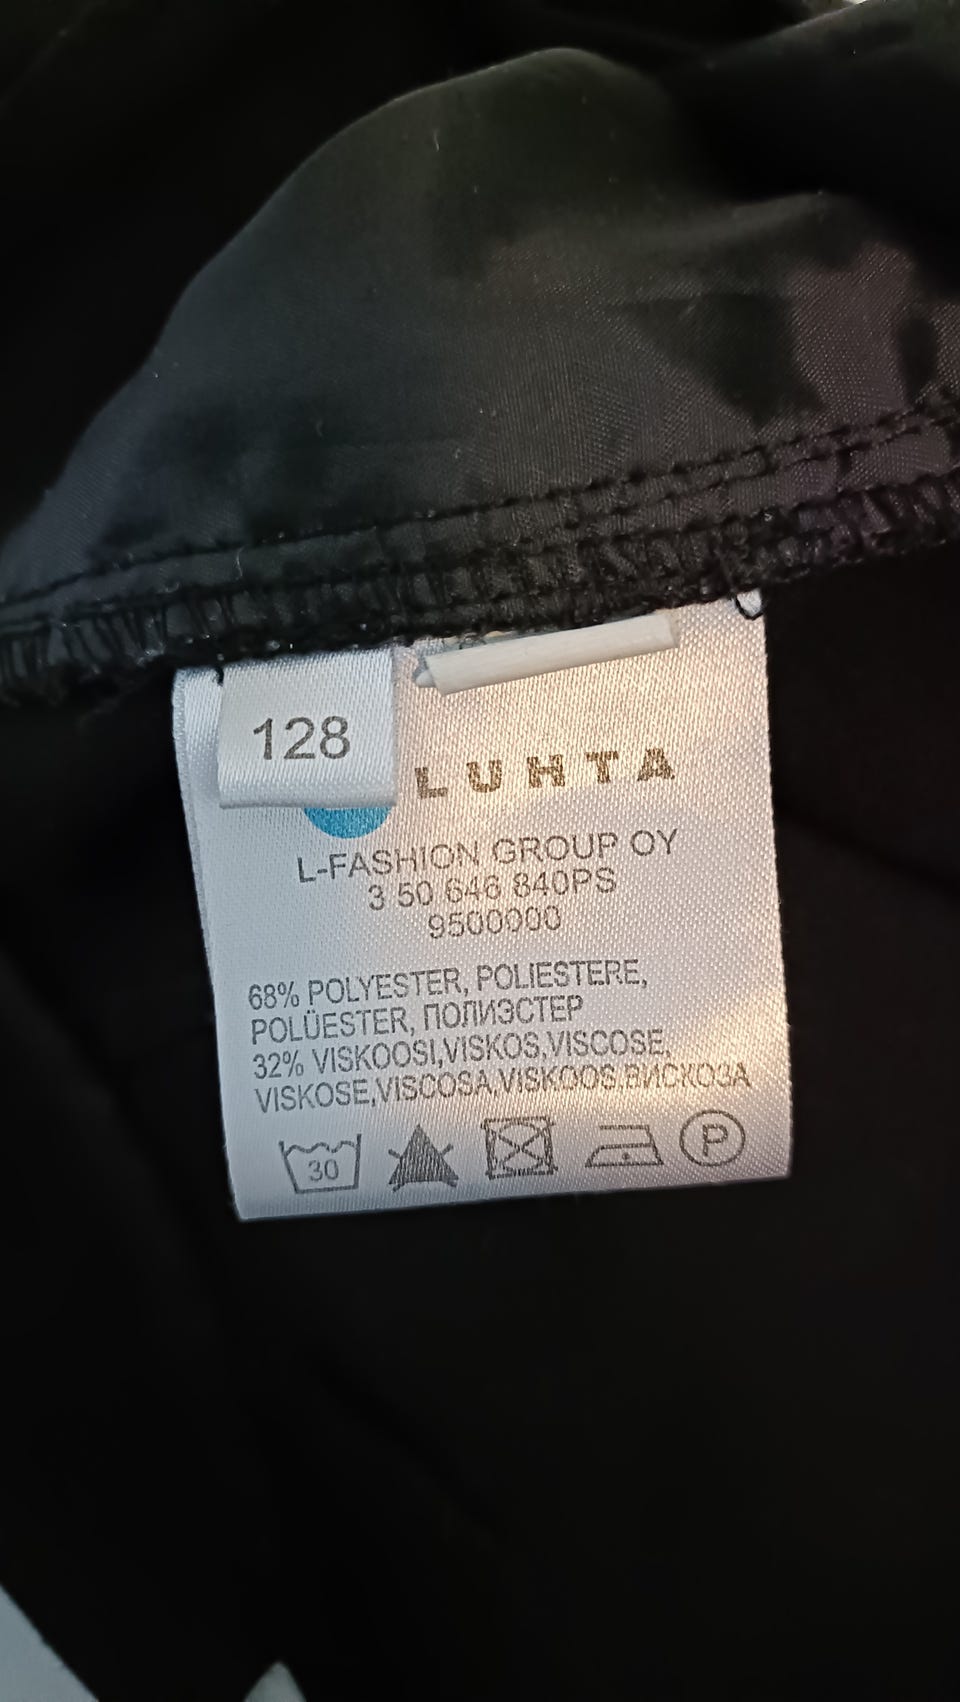 128
LUHTA
L-FASHION GROUP OY
3 50 646 840PS
9500000
68% POLYESTER, POLIESTERE,
POLÜESTER, ПОЛИЭСТЕР
32% VISKOOSI,VISKOS,VISCOSE,
VISKOSE,VISCOSA,VISKOOS,ВИСКОЗА
30
P